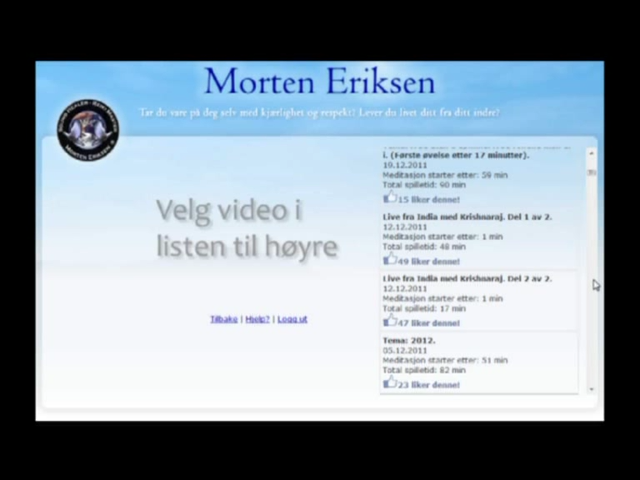 Morten Eriksen
Tør du vare på deg selv med kjærlighet og respekt? Lever du livet ditt fra ditt indre?
MORTEN ERIKSEN
Velg video i
listen til høyre
Tilbake | Hjelp? | Logg ut
i. (Første øvelse etter 17 minutter).
19.12.2011
Meditasjon starter etter: 59 min
Total spilletid: 90 min
15 liker denne!
Live fra India med Krishnaraj. Del 1 av 2.
12.12.2011
Meditasjon starter etter: 1 min
Total spilletid: 48 min
49 liker denne!
Live fra India med Krishnaraj. Del 2 av 2.
12.12.2011
Meditasjon starter etter: 1 min
Total spilletid: 17 min
47 liker denne!
Tema: 2012.
05.12.2011
Meditasjon starter etter: 51 min
Total spilletid: 82 min
23 liker denne!